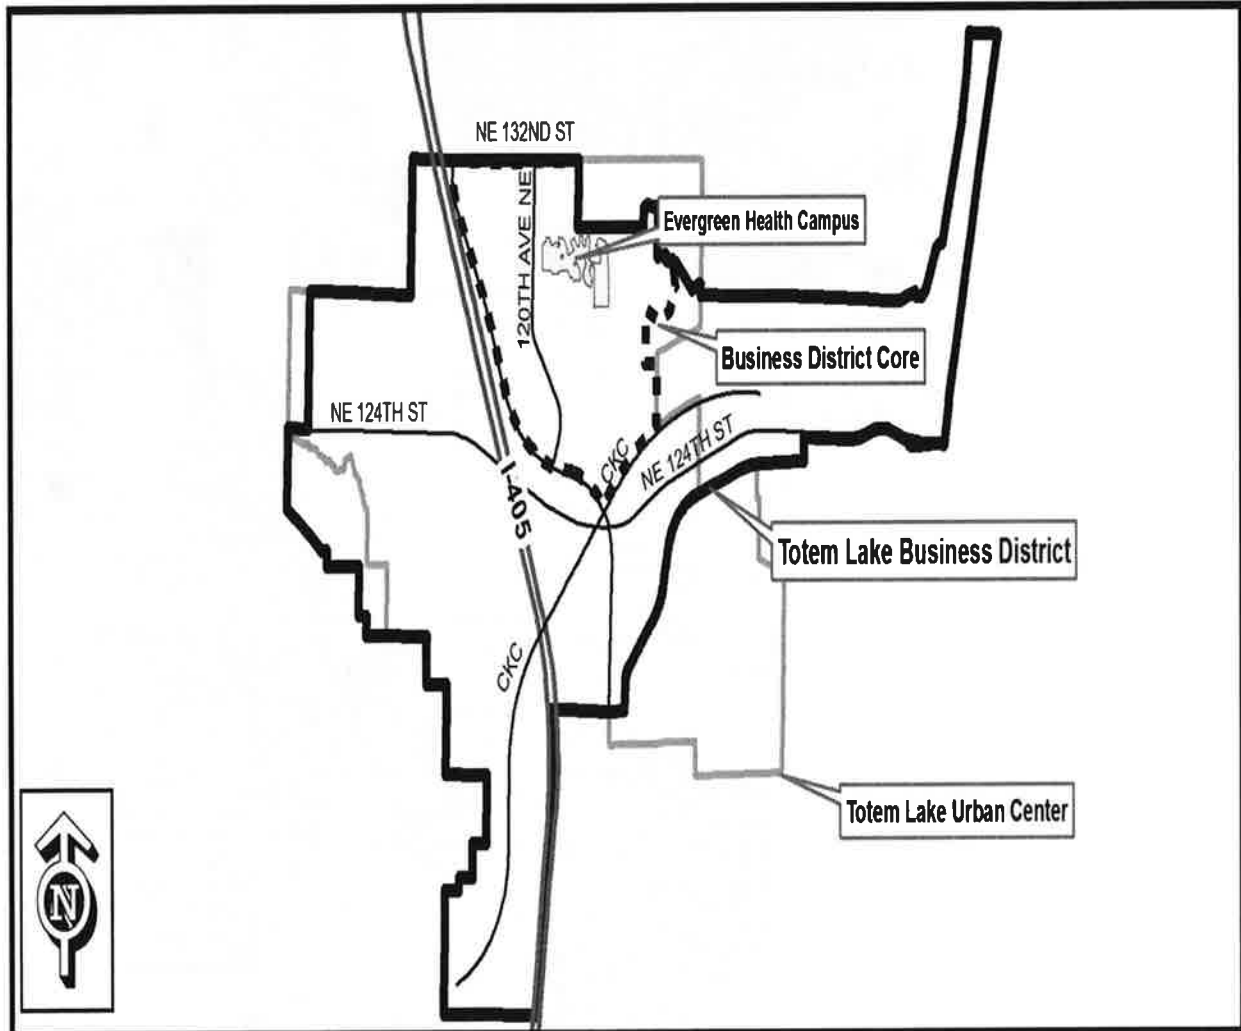 NE 132ND ST
120TH AVE NE
Evergreen Health Campus
Business District Core
NE 124TH ST
CKC
NE 124TH ST
I-405
Totem Lake Business District
CKC
Totem Lake Urban Center
N